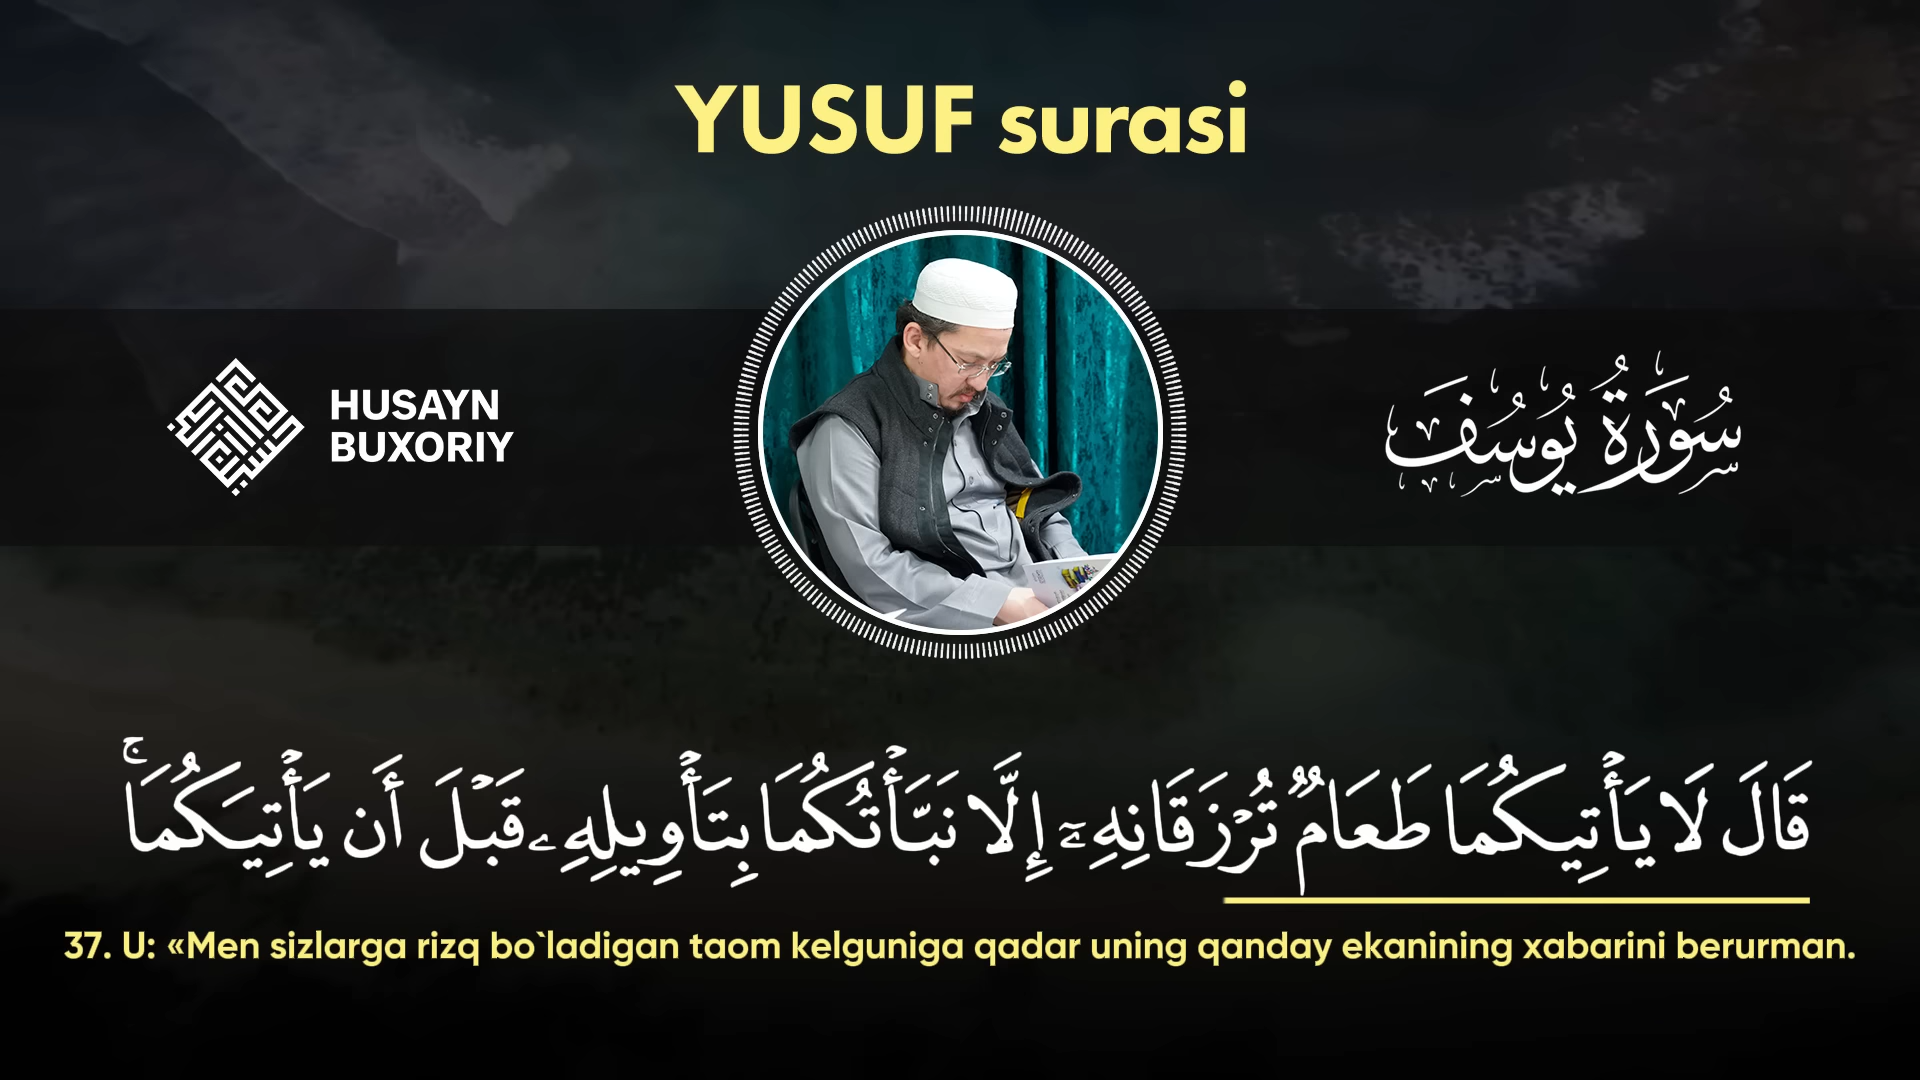 YUSUF surasi
HUSAYN
BUXORIY
سُورَةُ يُوسُفَ
قَالَ لَا يَأْتِيكُمَا طَعَامٌ تُرْزَقَانِهِۦٓ إِلَّا نَبَّأْتُكُمَا بِتَأْوِيلِهِۦ قَبْلَ أَن يَأْتِيَكُمَا ۚ
37. U: «Men sizlarga rizq bo`ladigan taom kelguniga qadar uning qanday ekanining xabarini berurman.